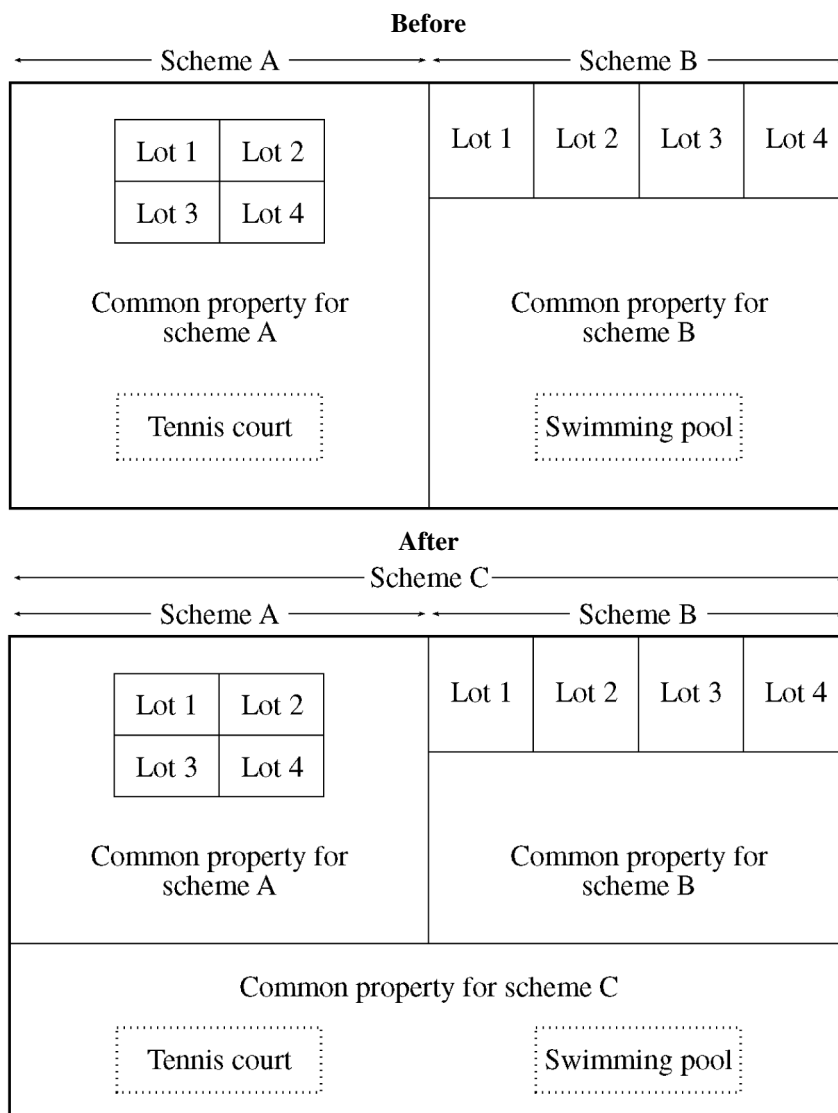 Before
Scheme A Scheme B
Lot 1 Lot 2
Lot 3 Lot 4
Common property for
scheme A
Tennis court
Lot 1 Lot 2 Lot 3 Lot 4
Common property for
scheme B
Swimming pool
After
Scheme C
Scheme A Scheme B
Lot 1 Lot 2
Lot 3 Lot 4
Common property for
scheme A
Lot 1 Lot 2 Lot 3 Lot 4
Common property for
scheme B
Common property for scheme C
Tennis court Swimming pool